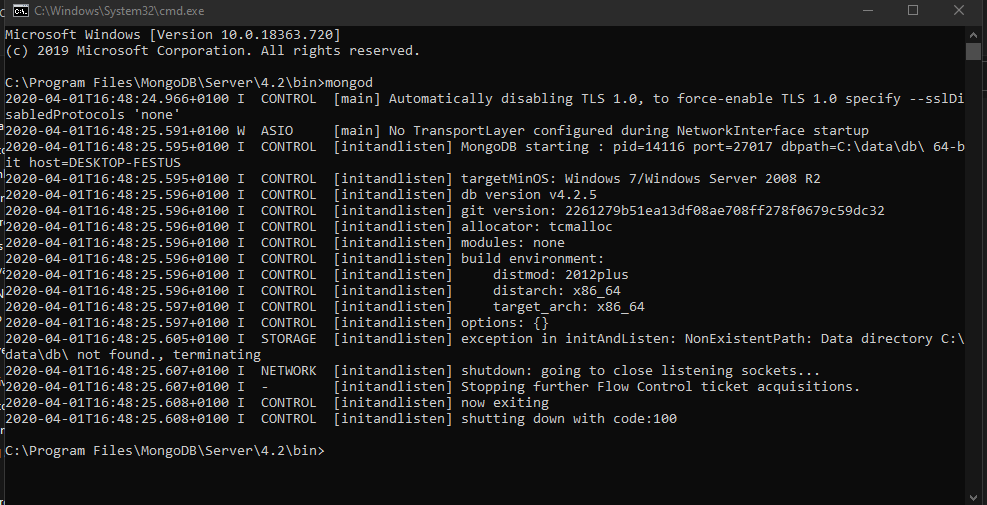 C:\Windows\System32\cmd.exe
Microsoft Windows [Version 10.0.18363.720]
(c) 2019 Microsoft Corporation. All rights reserved.
C:\Program Files\MongoDB\Server\4.2\bin>mongod
2020-04-01T16:48:24.966+0100 I  CONTROL  [main] Automatically disabling TLS 1.0, to force-enable TLS 1.0 specify --sslDi
sabledProtocols 'none'
2020-04-01T16:48:25.591+0100 W  ASIO     [main] No TransportLayer configured during NetworkInterface startup
2020-04-01T16:48:25.595+0100 I  CONTROL  [initandlisten] MongoDB starting : pid=14116 port=27017 dbpath=C:\data\db\ 64-b
it host=DESKTOP-FESTUS
2020-04-01T16:48:25.595+0100 I  CONTROL  [initandlisten] targetMinOS: Windows 7/Windows Server 2008 R2
2020-04-01T16:48:25.596+0100 I  CONTROL  [initandlisten] db version v4.2.5
2020-04-01T16:48:25.596+0100 I  CONTROL  [initandlisten] git version: 2261279b51ea13df08ae708ff278f0679c59dc32
2020-04-01T16:48:25.596+0100 I  CONTROL  [initandlisten] allocator: tcmalloc
2020-04-01T16:48:25.596+0100 I  CONTROL  [initandlisten] modules: none
2020-04-01T16:48:25.596+0100 I  CONTROL  [initandlisten] build environment:
2020-04-01T16:48:25.596+0100 I  CONTROL  [initandlisten]     distmod: 2012plus
2020-04-01T16:48:25.596+0100 I  CONTROL  [initandlisten]     distarch: x86_64
2020-04-01T16:48:25.597+0100 I  CONTROL  [initandlisten]     target_arch: x86_64
2020-04-01T16:48:25.597+0100 I  CONTROL  [initandlisten] options: {}
2020-04-01T16:48:25.605+0100 I  STORAGE  [initandlisten] exception in initAndListen: NonExistentPath: Data directory C:\
data\db\ not found., terminating
2020-04-01T16:48:25.607+0100 I  NETWORK  [initandlisten] shutdown: going to close listening sockets...
2020-04-01T16:48:25.607+0100 I  -        [initandlisten] Stopping further Flow Control ticket acquisitions.
2020-04-01T16:48:25.608+0100 I  CONTROL  [initandlisten] now exiting
2020-04-01T16:48:25.608+0100 I  CONTROL  [initandlisten] shutting down with code:100
C:\Program Files\MongoDB\Server\4.2\bin>